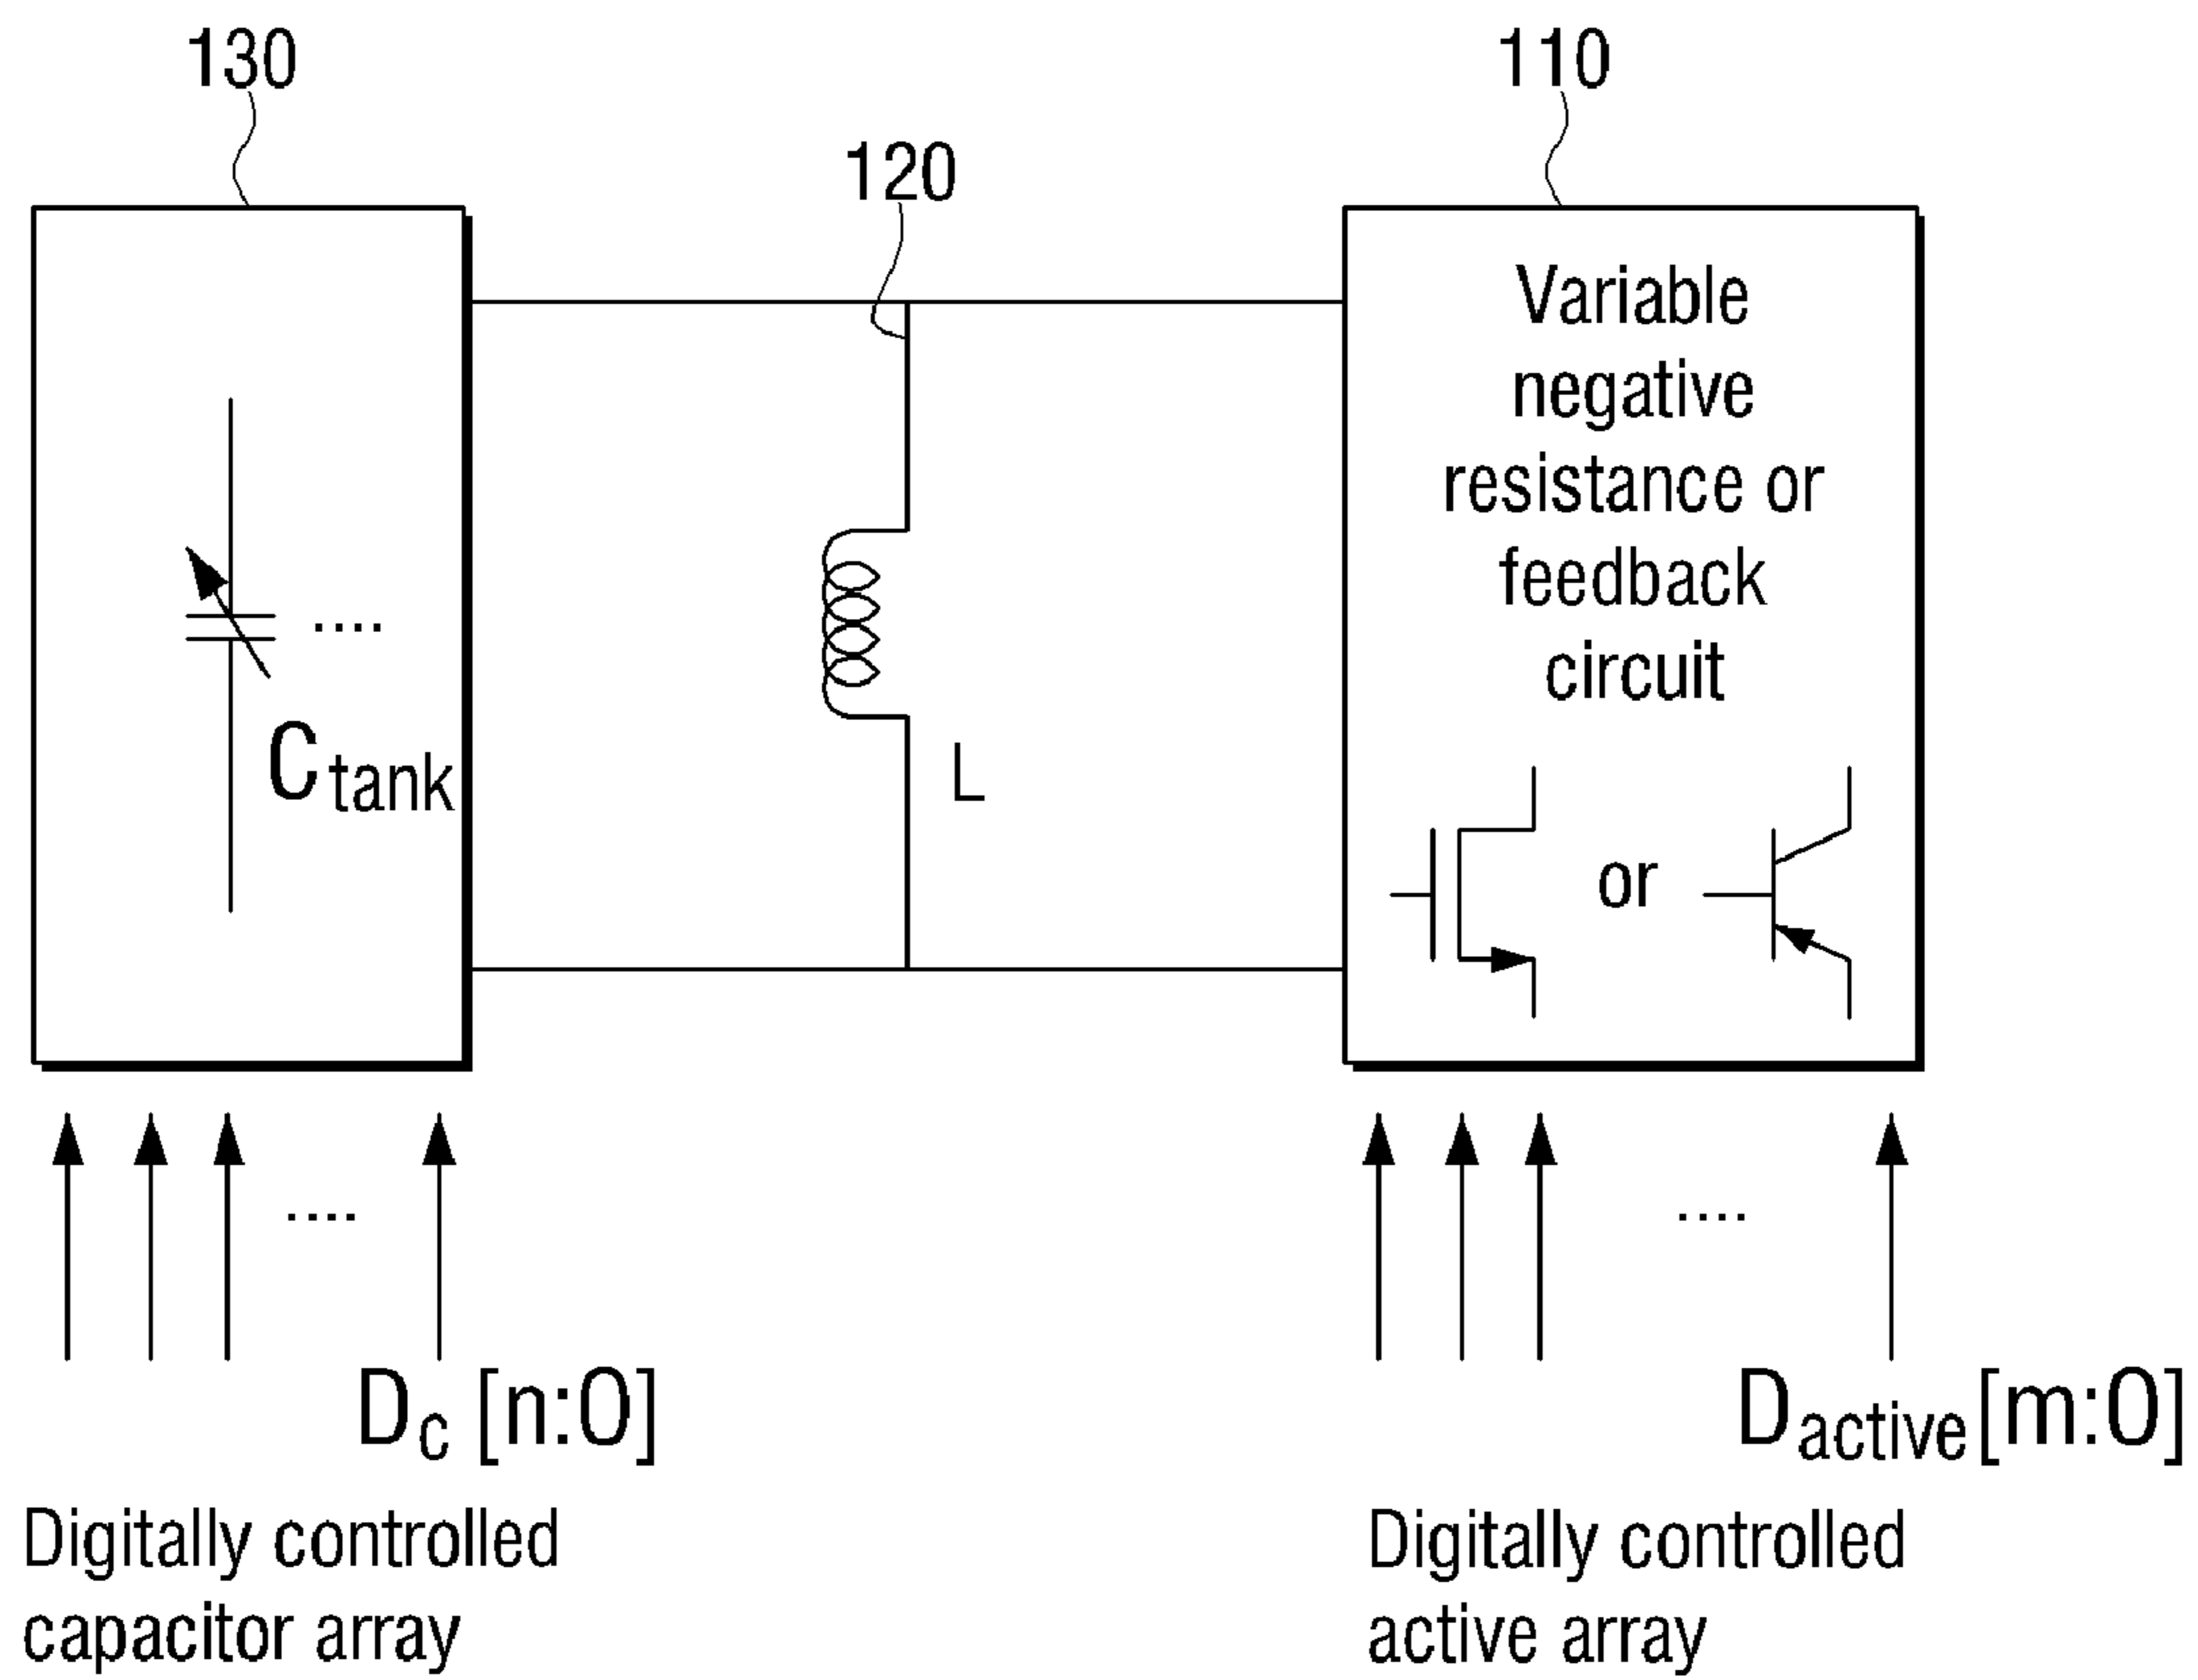 130
110
120
Variable
negative
resistance or
feedback
circuit
....
Ctank
L
or
....
....
Dc [n:0]
Dactive [m:0]
Digitally controlled
capacitor array
Digitally controlled
active array